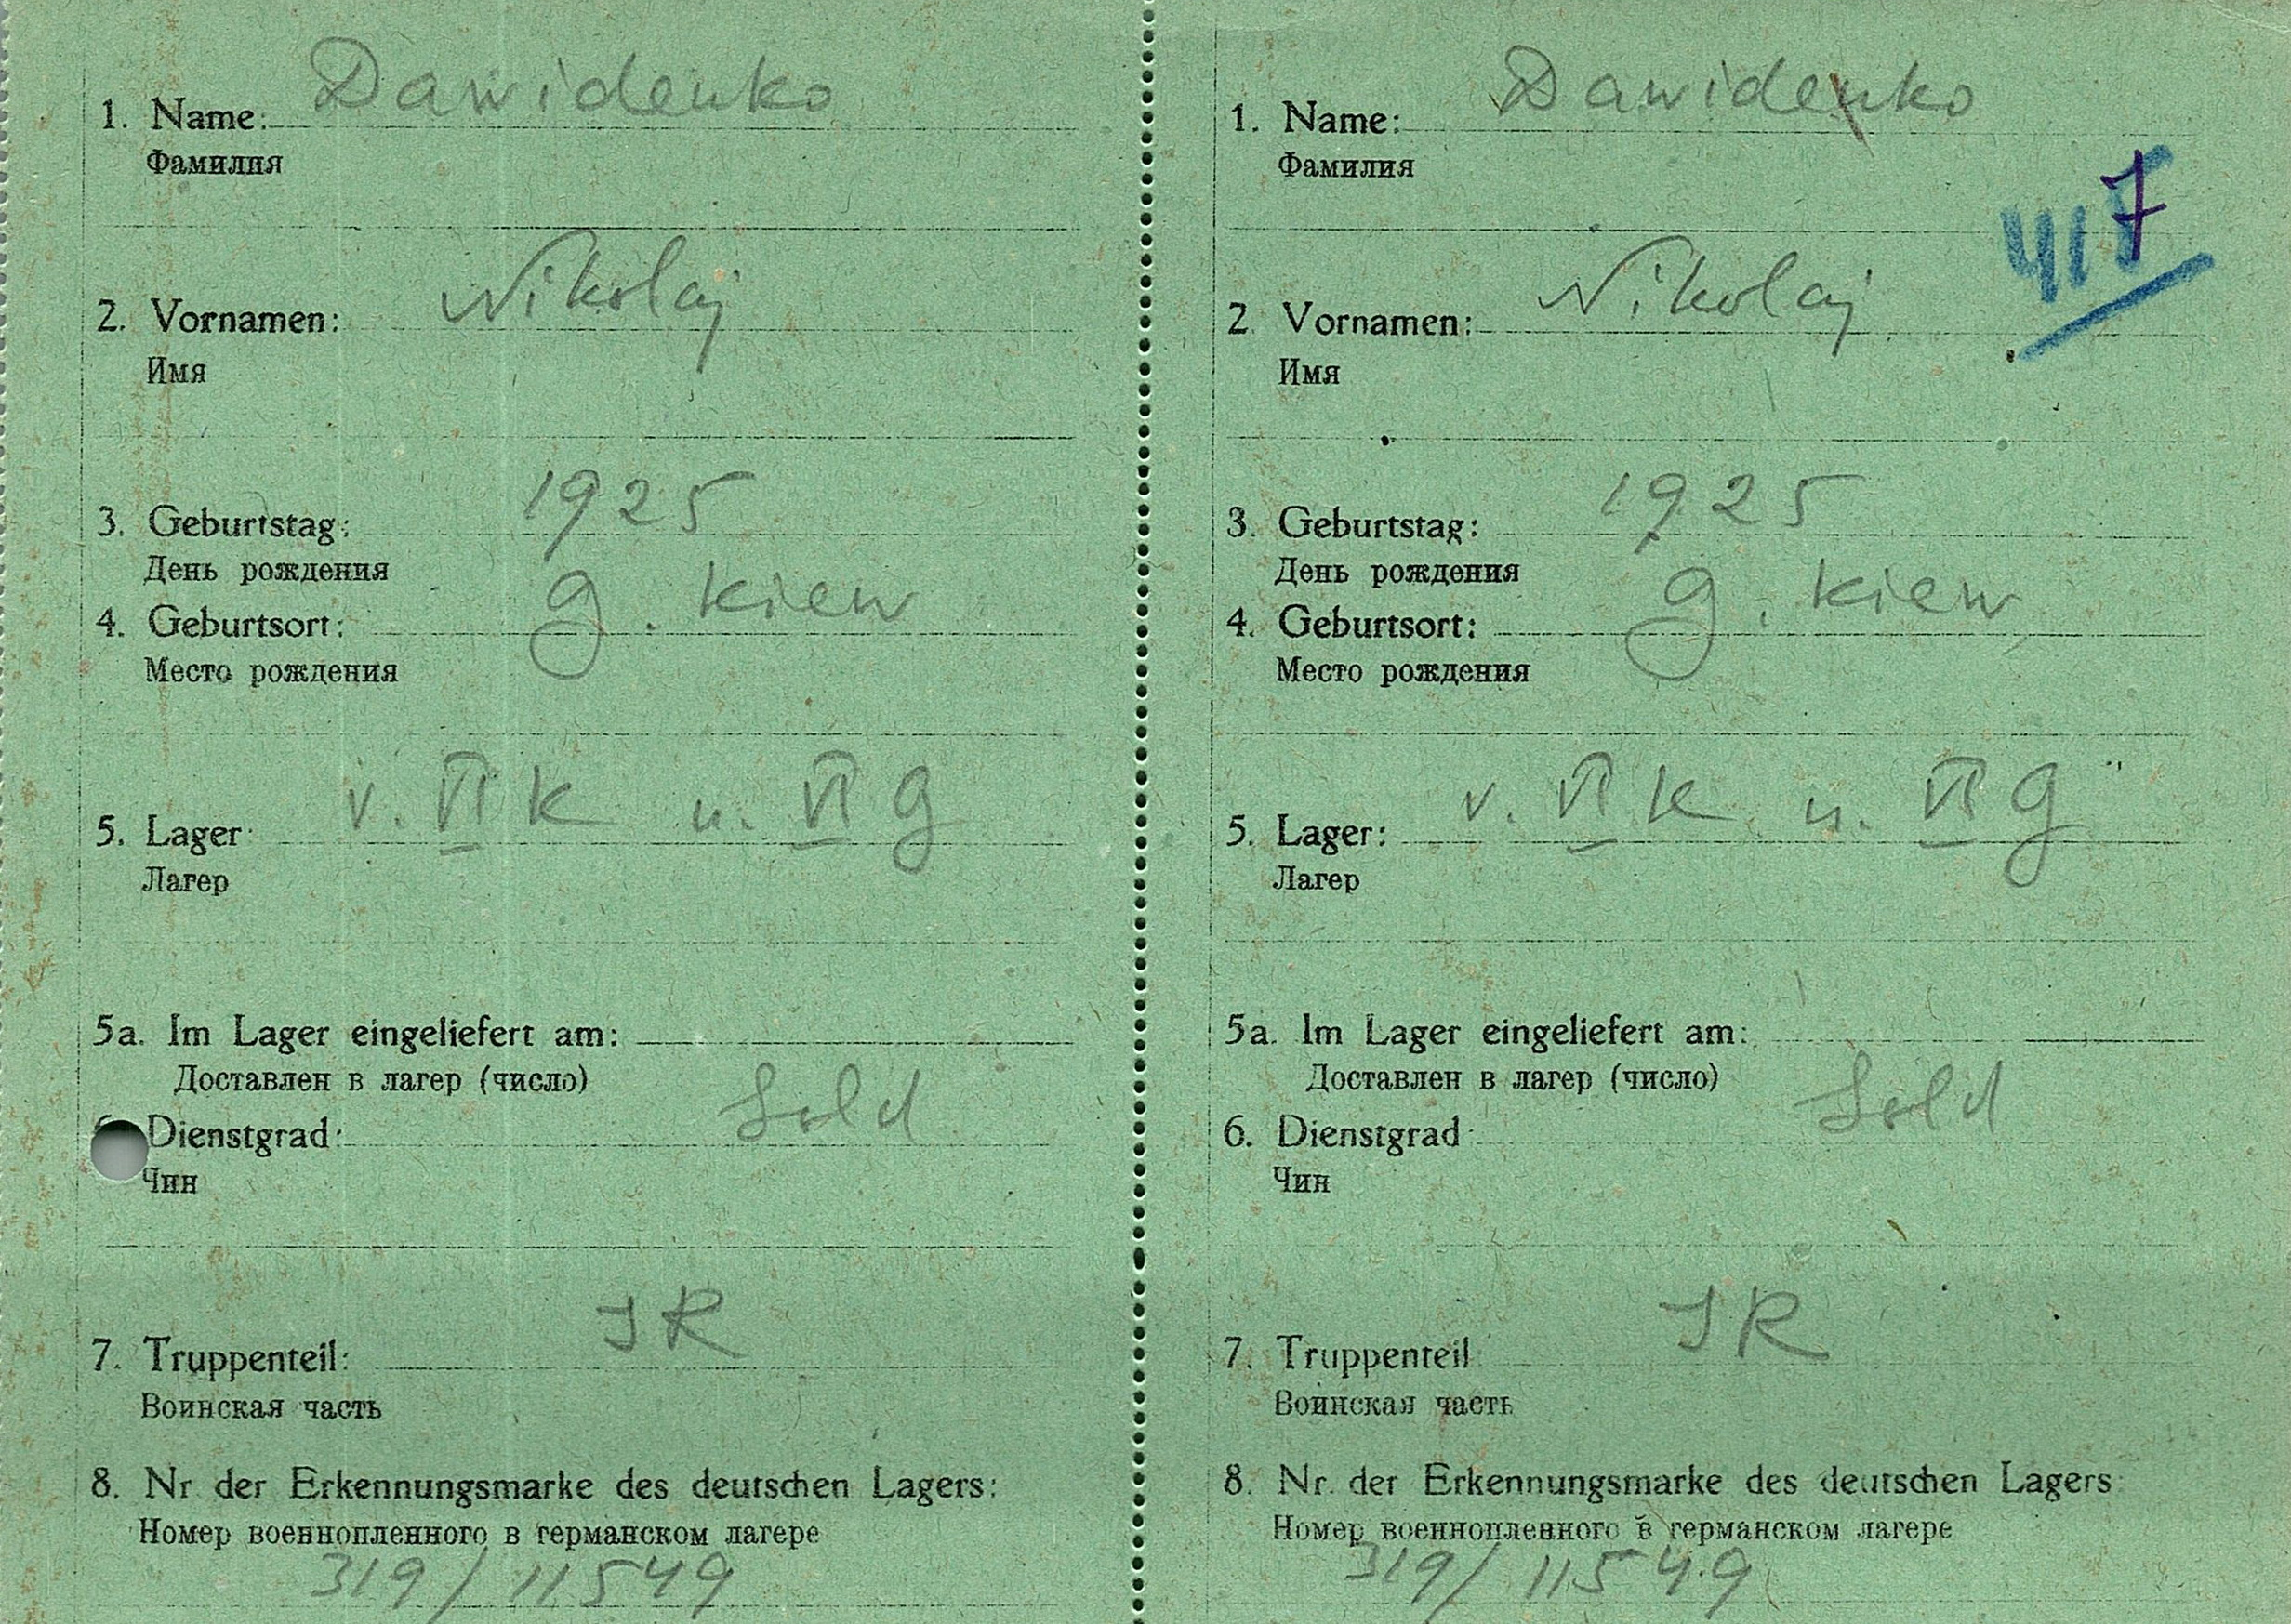 1. Name: Dawidenko
Фамилия
2. Vornamen: Nikolaj
Имя
3. Geburtstag: 1925
День рождения
4. Geburtsort: g. Kiew
Место рождения
5. Lager: v. VI K u. VI G
Лагер
5a. Im Lager eingeliefert am:
Доставлен в лагер (число)
Dienstgrad: Sold
Чин
7. Truppenteil: JR
Воинская часть
8. Nr der Erkennungsmarke des deutschen Lagers:
Номер военнопленного в германском лагере
319/11549
1. Name: Dawidenko
Фамилия
417
2 Vornamen: Nikolaj
Имя
3. Geburtstag: 1925
День рождения
4. Geburtsort: g. Kiew
Место рождения
5. Lager: v. VI K u. VI G
Лагер
5a. Im Lager eingeliefert am:
Доставлен в лагер (число)
6. Dienstgrad Sold
Чин
7. Truppenteil JR
Воинская часть
8. Nr. der Erkennungsmarke des deutschen Lagers
Номер военнопленного в германском лагере
319/11549